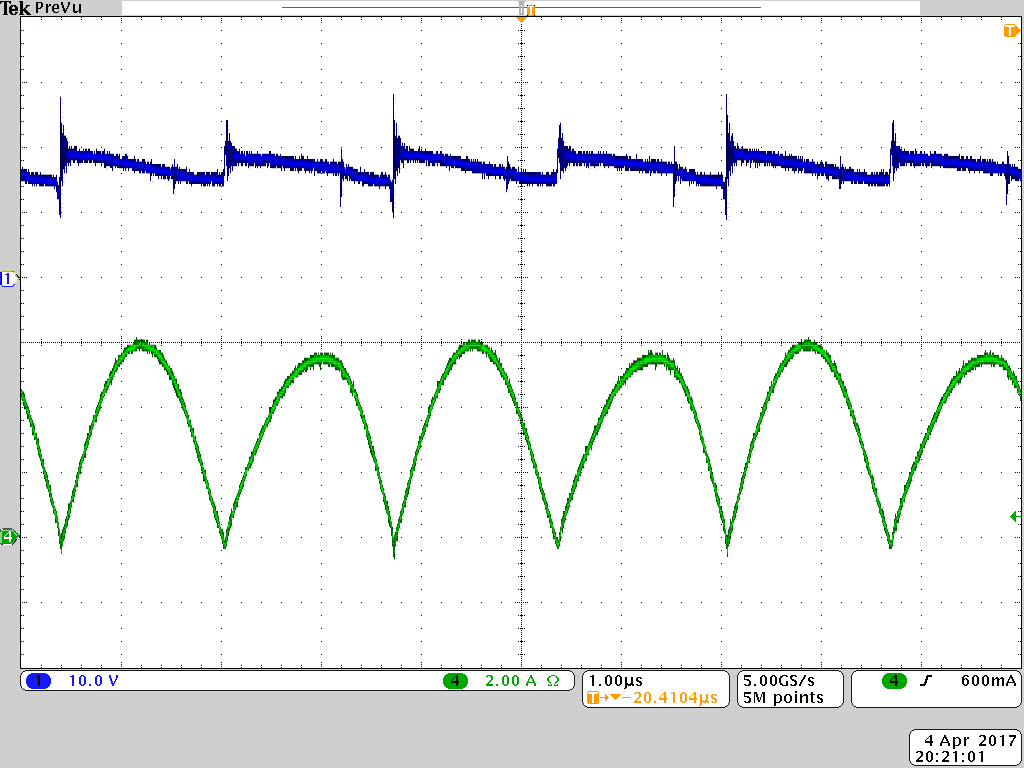 Tek PreVu
T
T
1
4
1 10.0 V 4 2.00 A Ω 1.00µs 5.00GS/s 4 600mA
T→▼−20.4104µs 5M points
4 Apr 2017
20:21:01